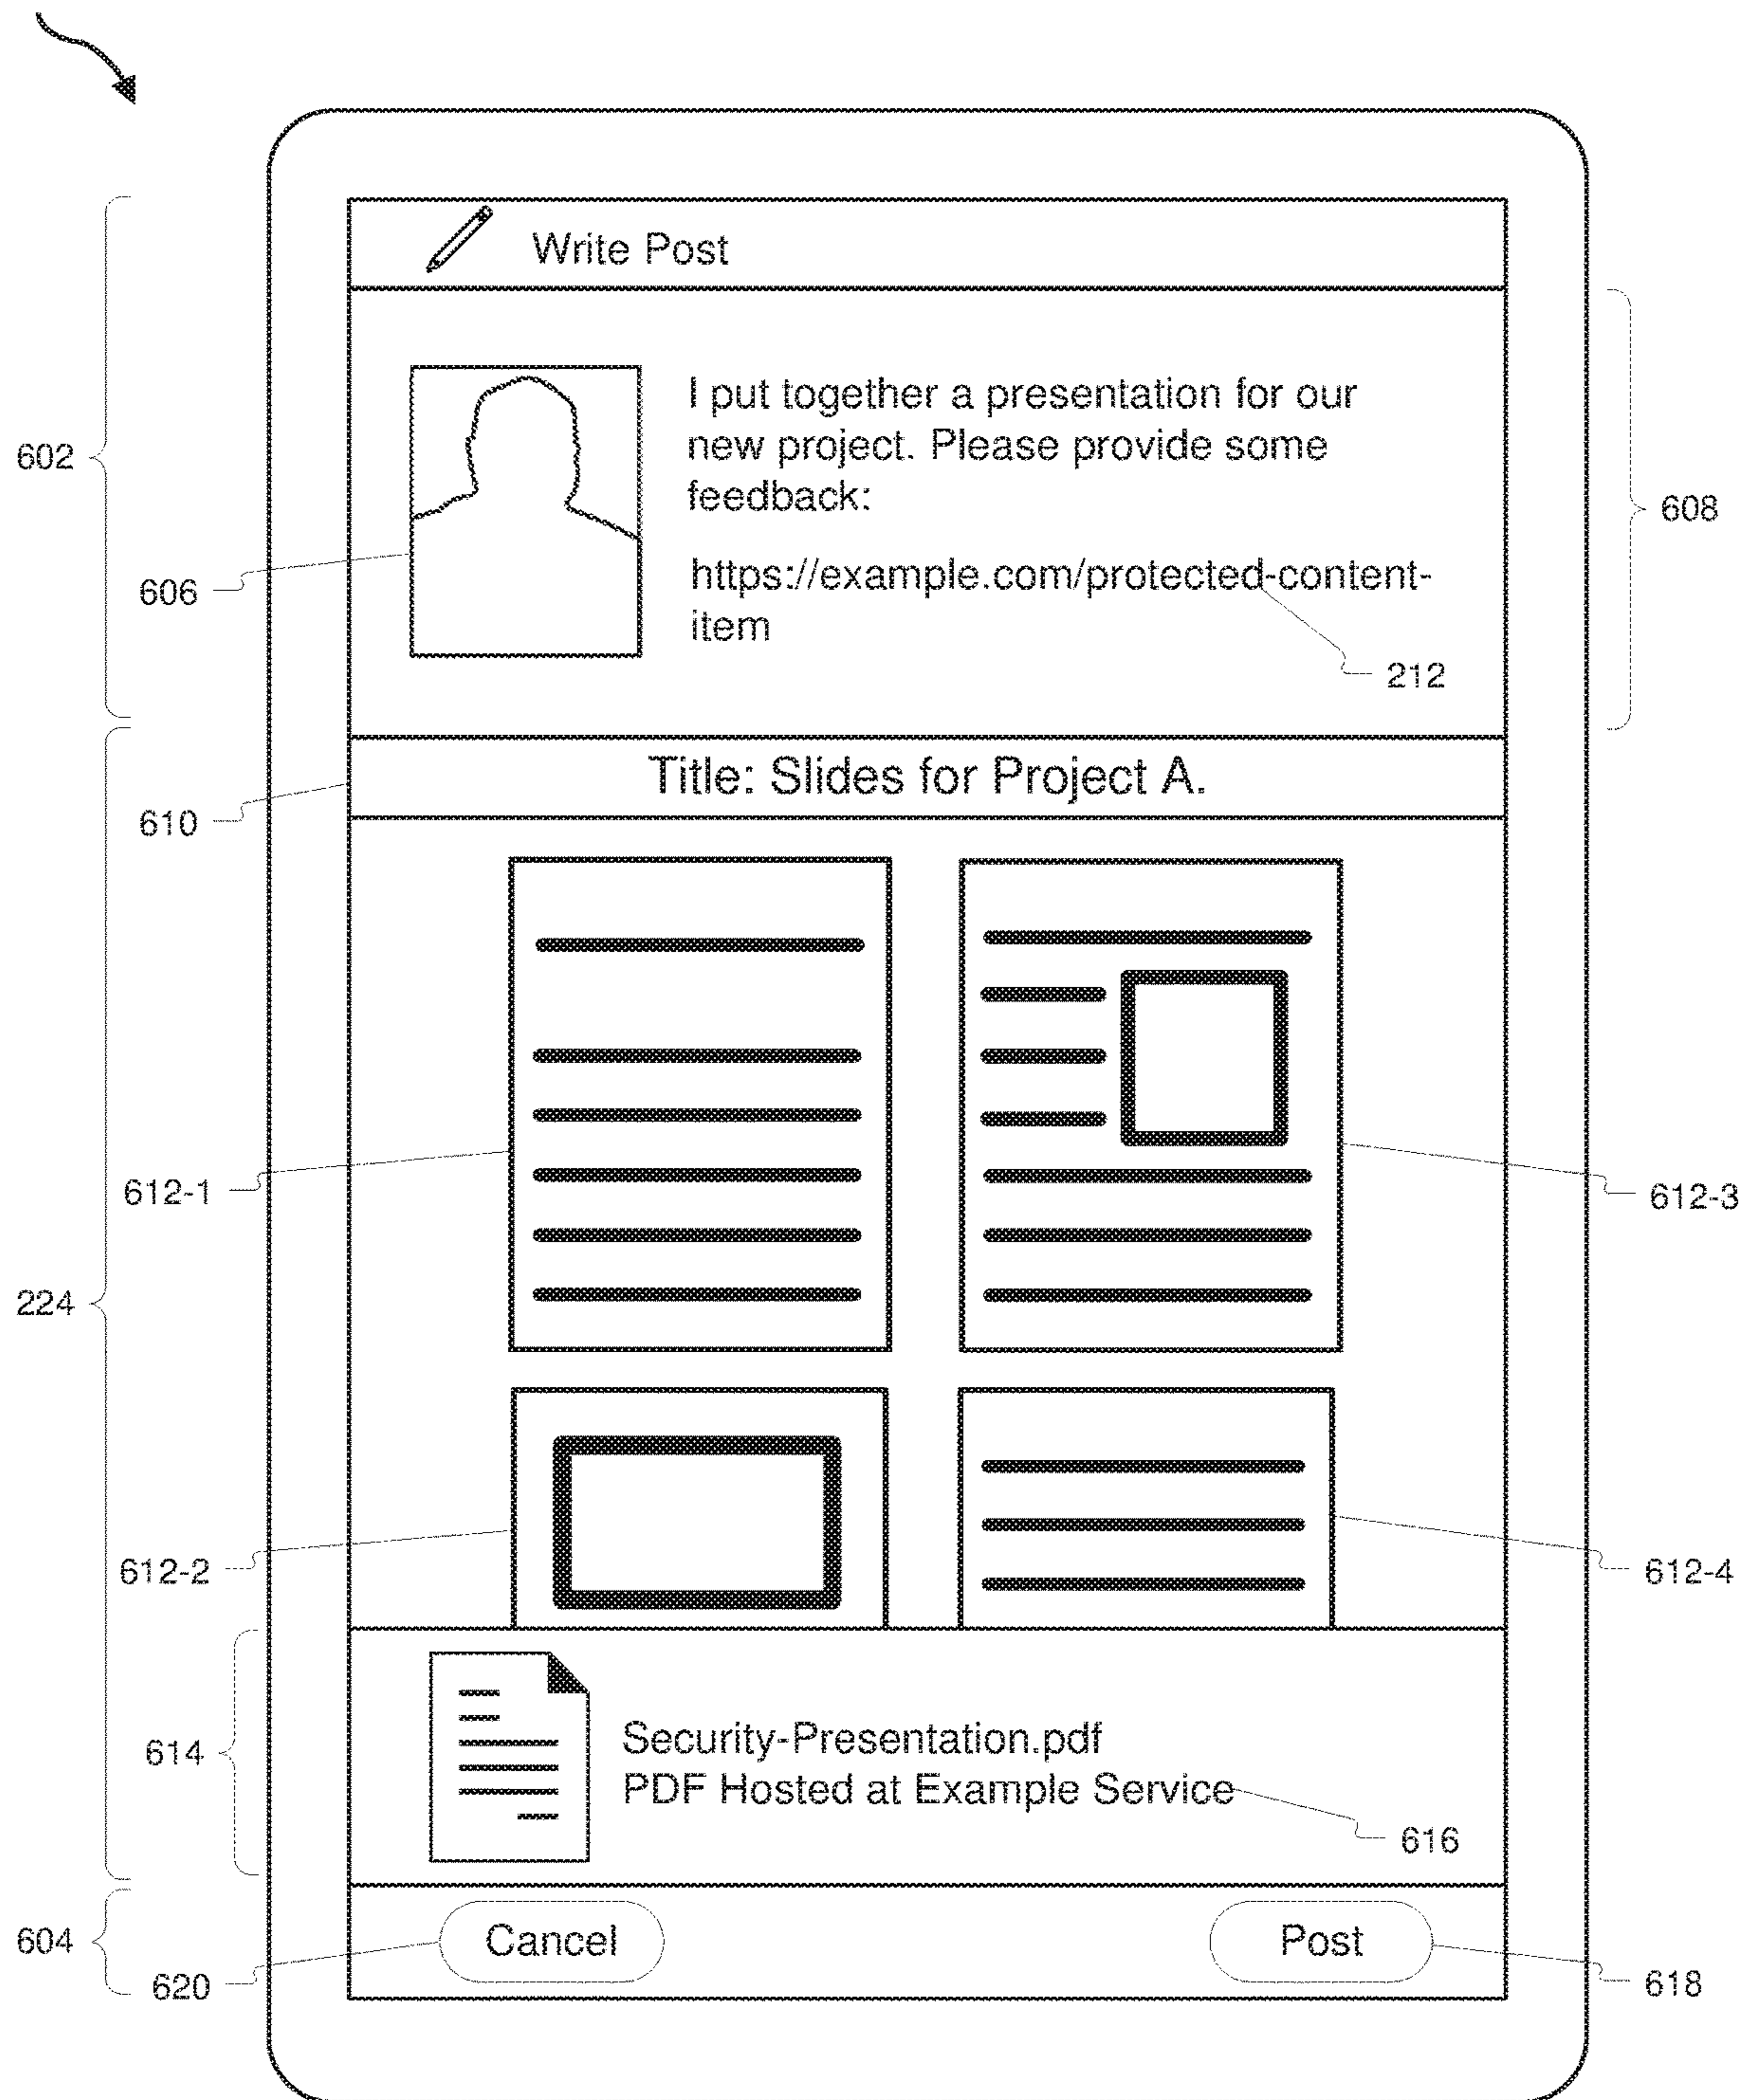 Write Post
I put together a presentation for our
new project. Please provide some
feedback:
602
608
606
https://example.com/protected-content-
item
212
Title: Slides for Project A.
610
612-1
612-3
224
612-2
612-4
614
Security-Presentation.pdf
PDF Hosted at Example Service
616
604
Cancel
Post
620
618